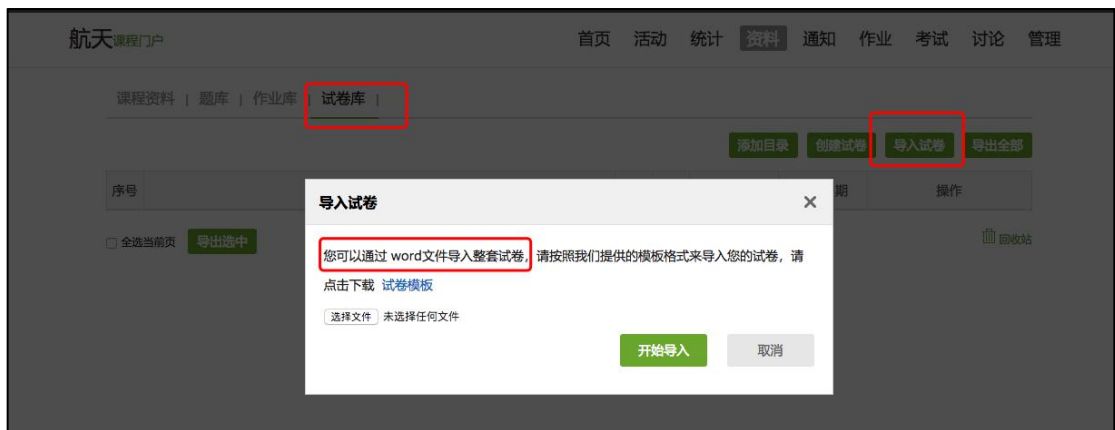 航天课程门户
首页 活动 统计 资料 通知 作业 考试 讨论 管理
课程资料 | 题库 | 作业库 | 试卷库 |
添加目录 创建试卷 导入试卷 导出全部
序号 期 操作
导入试卷 ×
全选当前页 导出选中 回收站
您可以通过 word文件导入整套试卷，请按照我们提供的模板格式来导入您的试卷，请
点击下载 试卷模板
选择文件 未选择任何文件
开始导入 取消